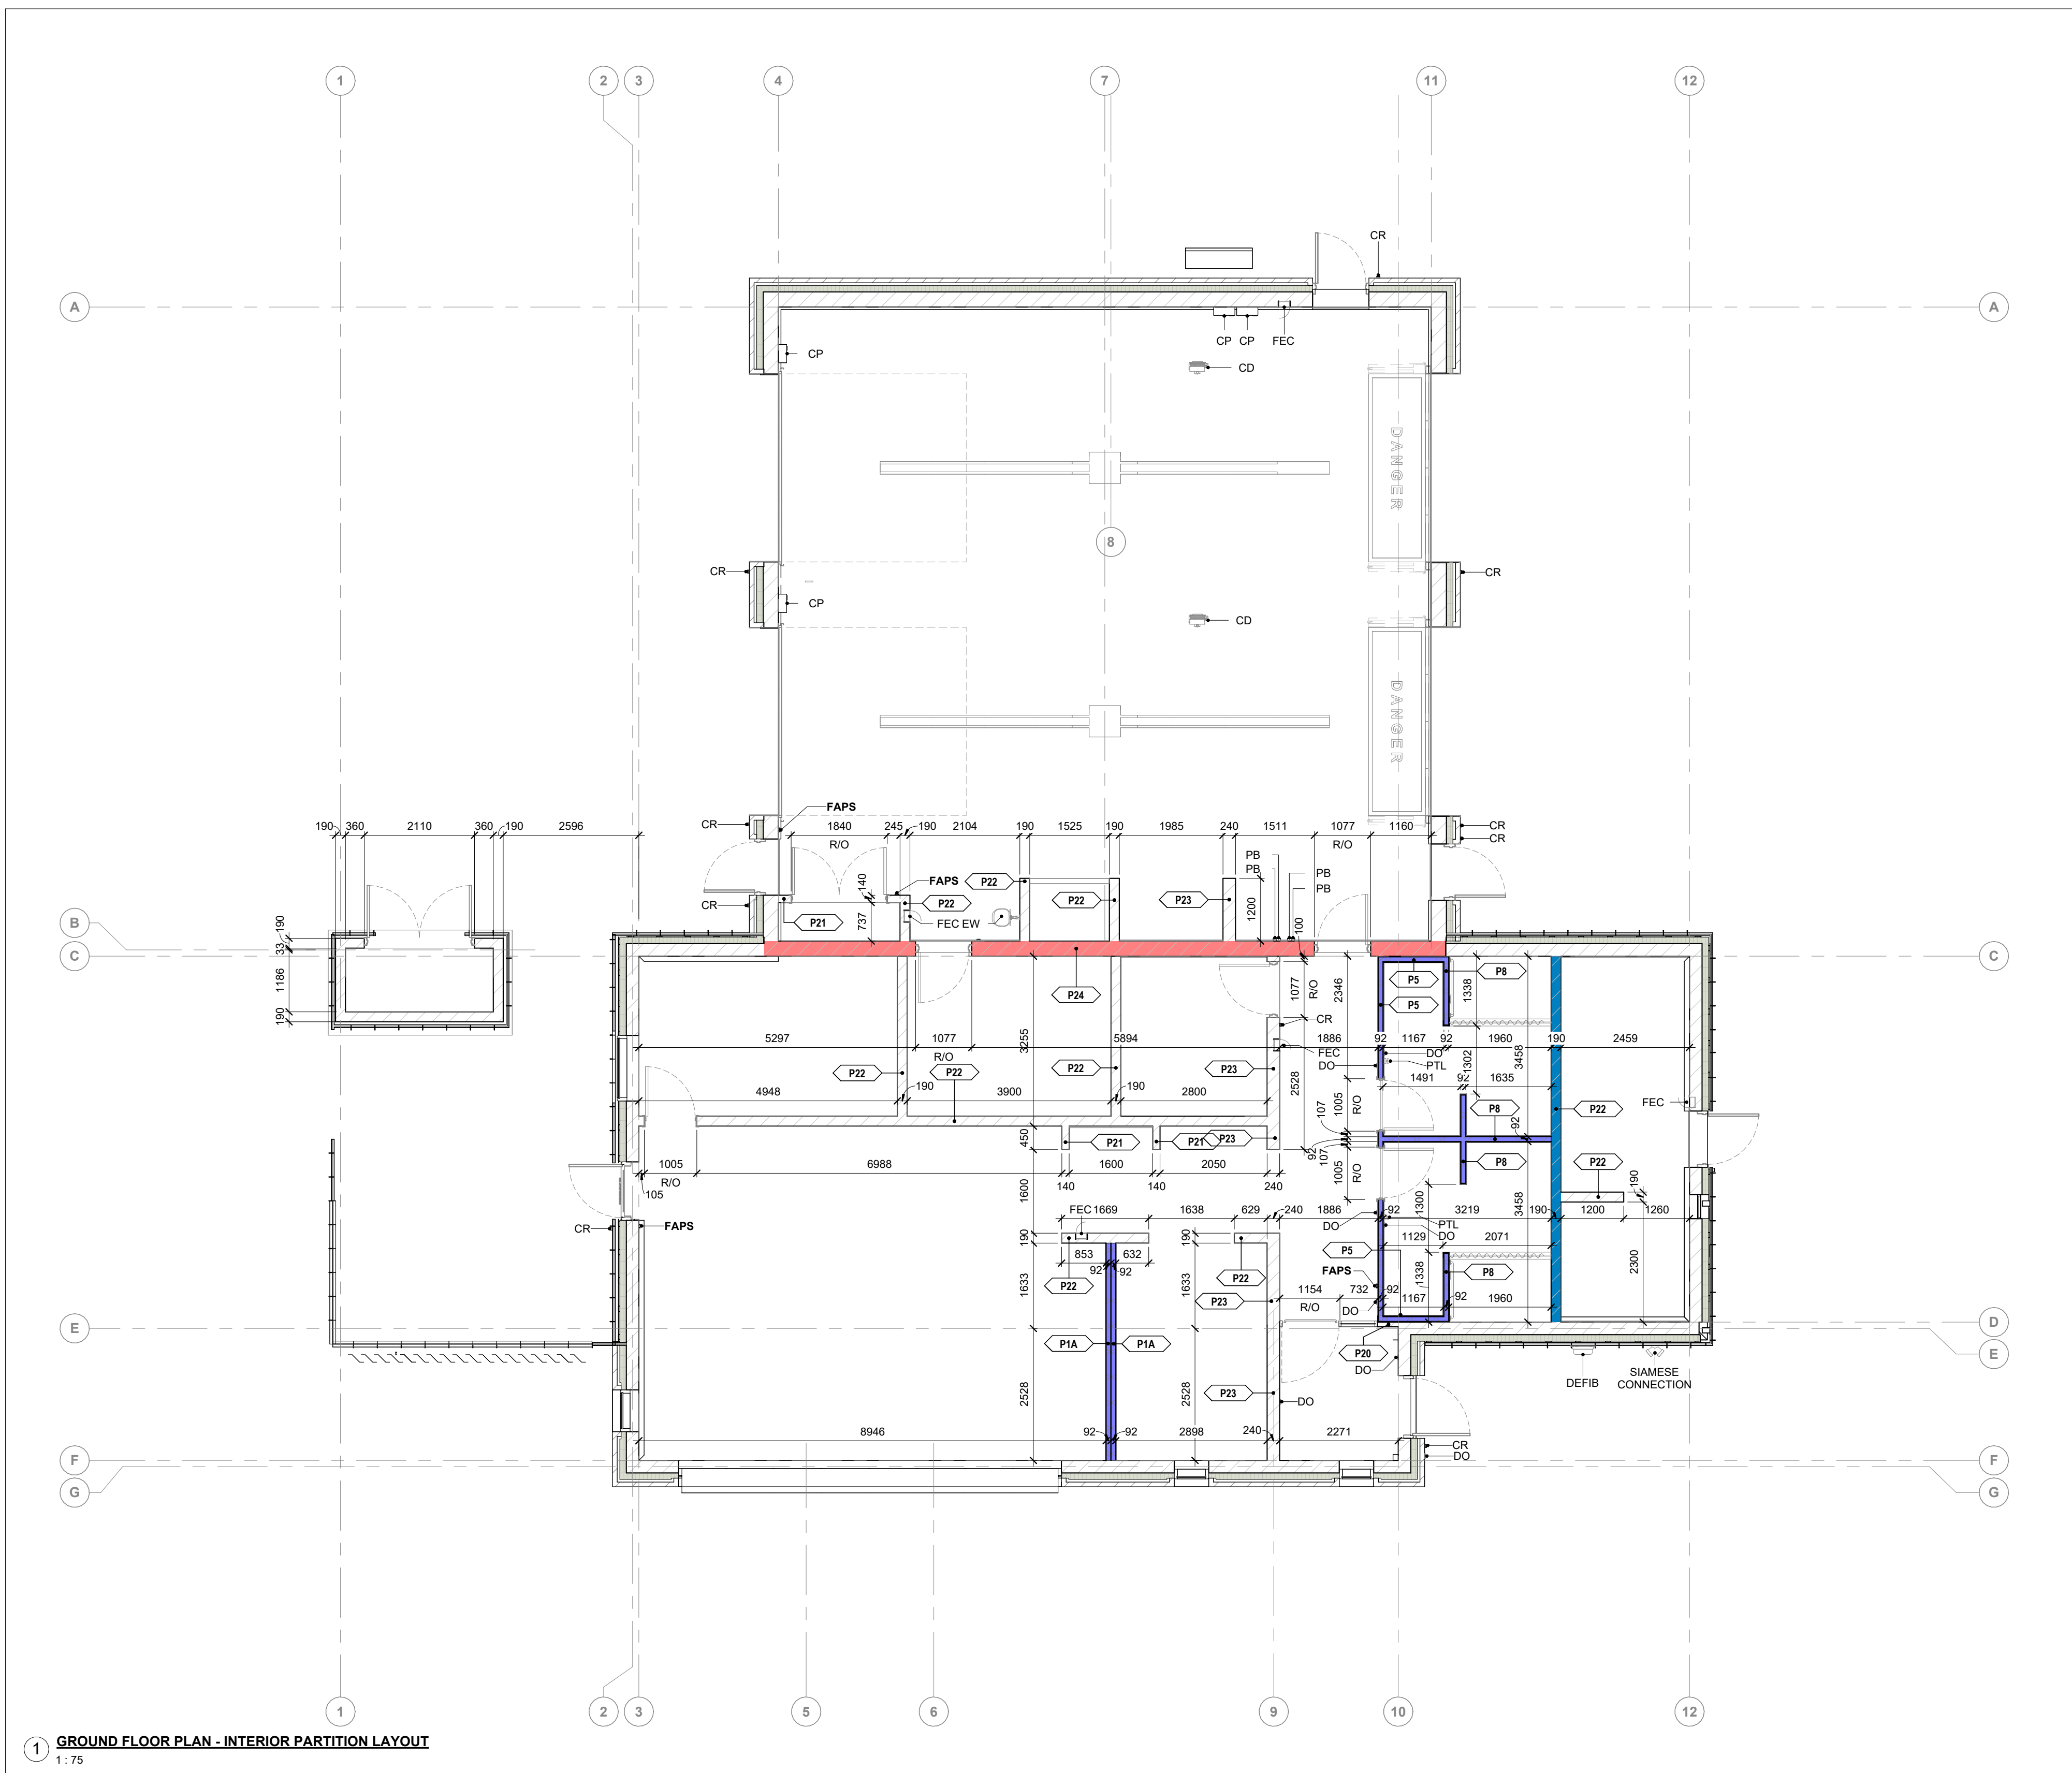 1
2
3
4
7
11
12
CR
A
A
CP
CP
CP
FEC
CD
DANGER
8
CR
CR
CP
CD
DANGER
FAPS
190
360
2110
360
190
2596
CR
1840
245
190
2104
190
1525
190
1985
240
1511
1077
1160
CR
CR
R/O
R/O
PB
PB
PB
PB
140
FAPS
P22
CR
P22
P22
P23
1200
P21
737
FEC EW
100
B
190
C
33
C
1186
190
P24
1077
R/O
2346
P5
P5
P8
1338
CR
5297
1077
3255
5894
1886
92
1167
92
1960
190
2459
R/O
FEC
DO
DO
PTL
1302
3458
P22
P22
P22
P23
2528
1491
92
1635
4948
190
3900
190
2800
1005
R/O
107
P8
P22
FEC
450
P21
P21
P23
92
107
92
P8
1005
6988
1600
2050
1005
R/O
P22
R/O
105
140
140
240
190
1600
1300
3458
CR
FAPS
FEC
1669
1638
629
240
1886
92
3219
190
1200
1260
DO
PTL
DO
190
190
1129
2071
853
632
P5
92
92
P22
P22
FAPS
1338
P8
2300
1633
1633
1154
732
92
P23
R/O
DO
1167
92
1960
E
D
P1A
P1A
P20
E
DO
DEFIB
SIAMESE
CONNECTION
2528
2528
P23
DO
8946
92
92
2898
240
2271
CR
DO
F
F
G
G
1
2
3
5
6
9
10
12
1
GROUND FLOOR PLAN - INTERIOR PARTITION LAYOUT
1 : 75